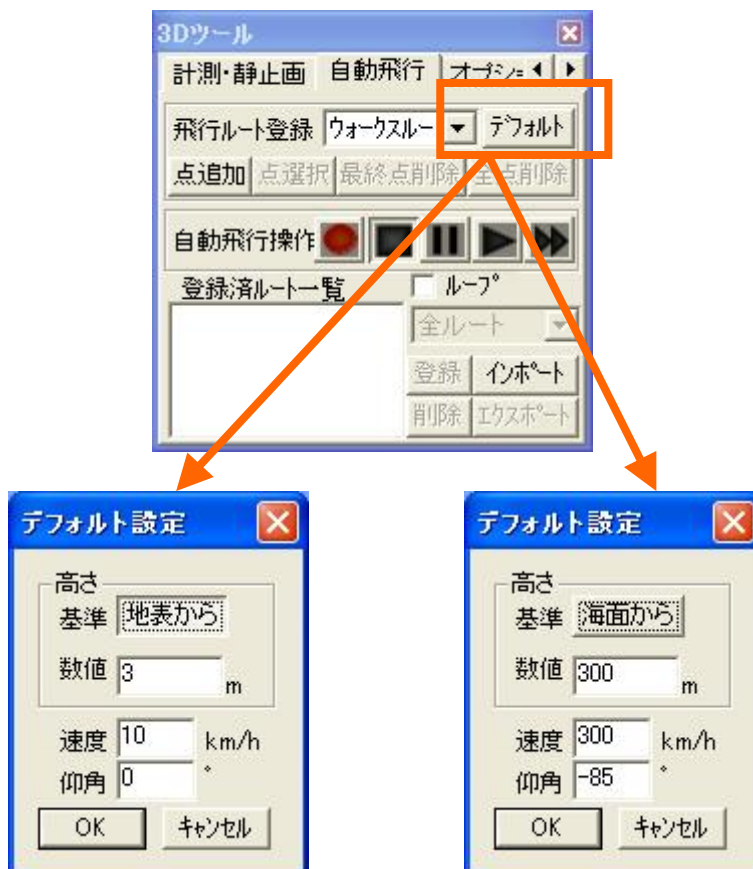 3Dツール
計測・静止画 自動飛行 オプショ
飛行ルート登録 ウォークスルー デフォルト
点追加 点選択 最終点削除 全点削除
自動飛行操作
登録済ルート一覧 ループ
全ルート
登録 インポート
削除 エクスポート
デフォルト設定
高さ
基準 地表から
数値 3 m
速度 10 km/h
仰角 0 °
OK キャンセル
デフォルト設定
高さ
基準 海面から
数値 300 m
速度 300 km/h
仰角 -85 °
OK キャンセル